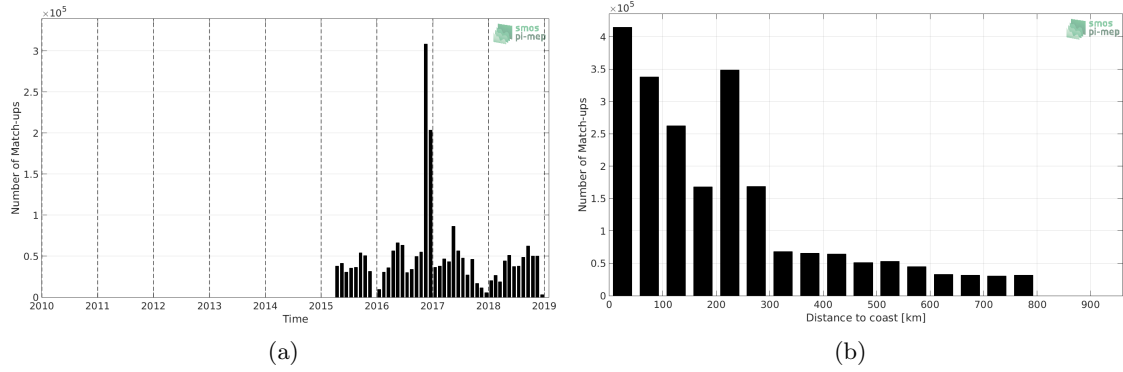 ×10⁵
3
2.5
2
1.5
1
0.5
0
2010 2011 2012 2013 2014 2015 2016 2017 2018 2019
Time
Number of Match-ups
smos
pi-mep
(a)
×10⁵
4
3.5
3
2.5
2
1.5
1
0.5
0
0 100 200 300 400 500 600 700 800 900
Distance to coast [km]
Number of Match-ups
smos
pi-mep
(b)